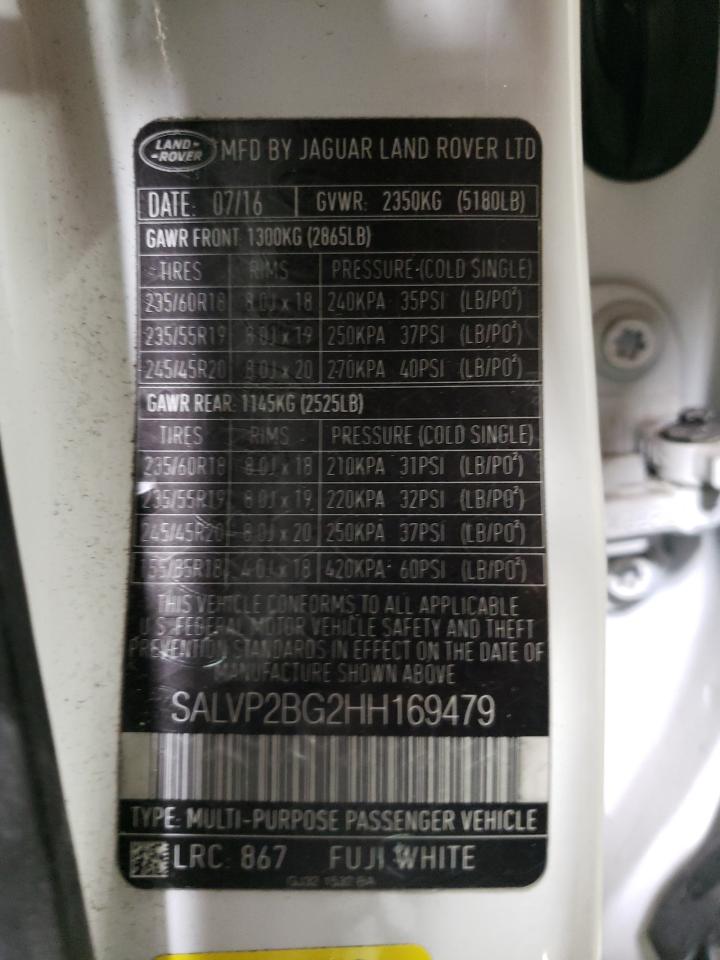 LAND-
-ROVER
MFD BY JAGUAR LAND ROVER LTD
DATE: 07/16 GVWR: 2350KG (5180LB)
GAWR FRONT: 1300KG (2865LB)
TIRES RIMS PRESSURE-(COLD SINGLE)
235/60R18 8.0J x 18 240KPA 35PSI (LB/PO²)
235/55R19 8.0J x 19 250KPA 37PSI (LB/PO²)
245/45R20 8.0J x 20 270KPA 40PSI (LB/PO²)
GAWR REAR: 1145KG (2525LB)
TIRES RIMS PRESSURE (COLD SINGLE)
235/60R18 8.0J x 18 210KPA 31PSI (LB/PO²)
235/55R19 8.0J x 19 220KPA 32PSI (LB/PO²)
245/45R20 8.0J x 20 250KPA 37PSI (LB/PO²)
155/85R18 4.0J x 18 420KPA 60PSI (LB/PO²)
THIS VEHICLE CONFORMS TO ALL APPLICABLE
U.S. FEDERAL MOTOR VEHICLE SAFETY AND THEFT
PREVENTION STANDARDS IN EFFECT ON THE DATE OF
MANUFACTURE SHOWN ABOVE
SALVP2BG2HH169479
TYPE: MULTI-PURPOSE PASSENGER VEHICLE
LRC: 867 FUJI WHITE